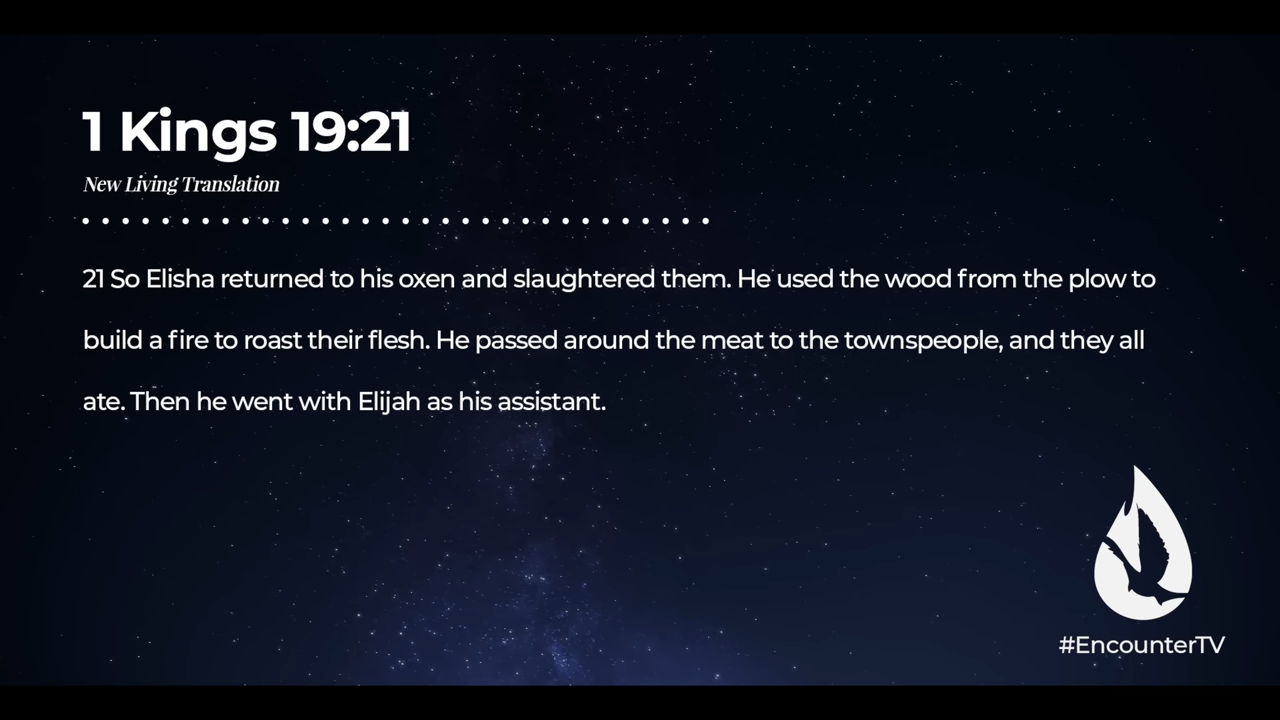 1 Kings 19:21
New Living Translation
21 So Elisha returned to his oxen and slaughtered them. He used the wood from the plow to
build a fire to roast their flesh. He passed around the meat to the townspeople, and they all
ate. Then he went with Elijah as his assistant.
#EncounterTV